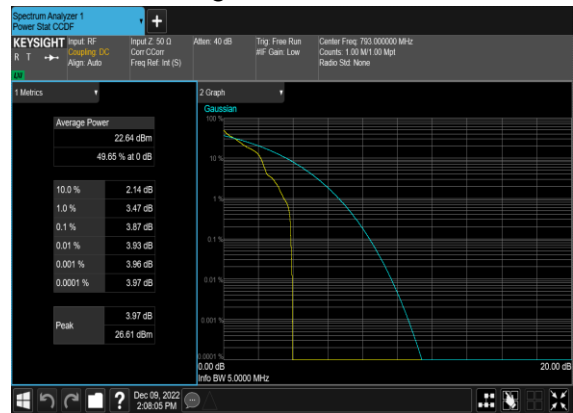 Spectrum Analyzer 1
Power Stat CCDF
+
KEYSIGHT
R T
LXI
Input: RF
Coupling: DC
Align: Auto
Input Z: 50 Ω
Corr CCorr
Freq Ref: Int (S)
Atten: 40 dB
Trig: Free Run
#IF Gain: Low
Center Freq: 793.000000 MHz
Counts: 1.00 M/1.00 Mpt
Radio Std: None
1 Metrics
Average Power
22.64 dBm
49.65 % at 0 dB
10.0 % 2.14 dB
1.0 % 3.47 dB
0.1 % 3.87 dB
0.01 % 3.93 dB
0.001 % 3.96 dB
0.0001 % 3.97 dB
Peak
3.97 dB
26.61 dBm
2 Graph
Gaussian
100 %
10 %
1 %
0.1 %
0.01 %
0.001 %
0.0001 %
0.00 dB 20.00 dB
Info BW 5.0000 MHz
?
Dec 09, 2022
2:08:05 PM